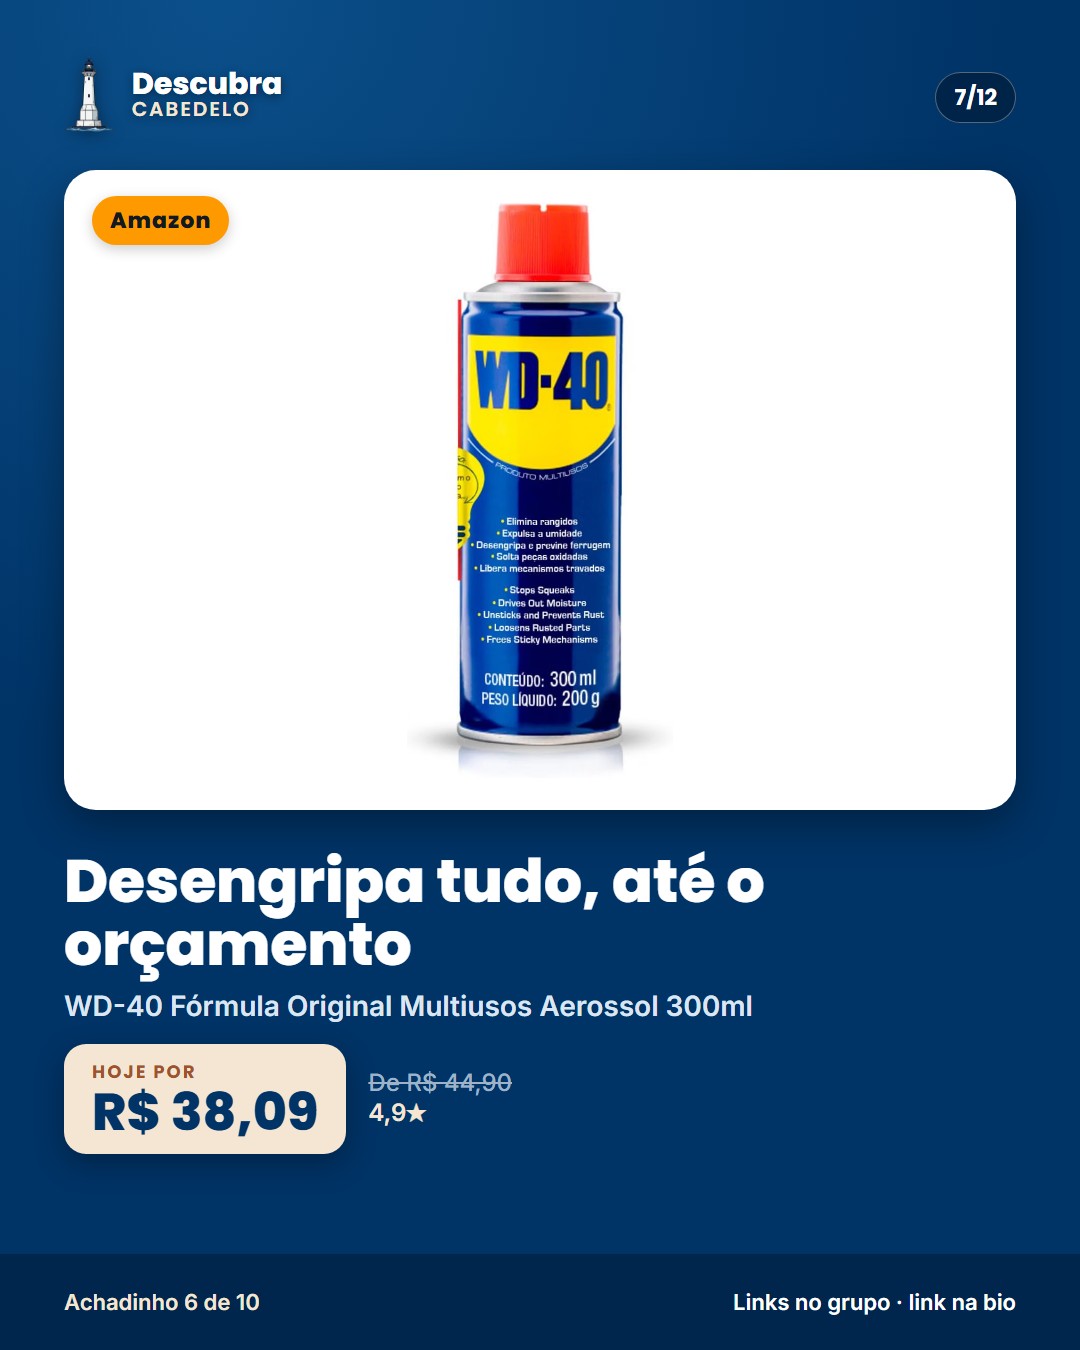 Descubra
CABEDELO
7/12
Amazon
WD-40
PRODUTO MULTIUSOS
• Elimina rangidos
• Expulsa a umidade
• Desengripa e previne ferrugem
• Solta peças oxidadas
• Libera mecanismos travados
• Stops Squeaks
• Drives Out Moisture
• Unsticks and Prevents Rust
• Loosens Rusted Parts
• Frees Sticky Mechanisms
CONTEÚDO: 300 ml
PESO LÍQUIDO: 200 g
Desengripa tudo, até o
orçamento
WD-40 Fórmula Original Multiusos Aerossol 300ml
HOJE POR
R$ 38,09
De R$ 44,90
4,9★
Achadinho 6 de 10
Links no grupo · link na bio